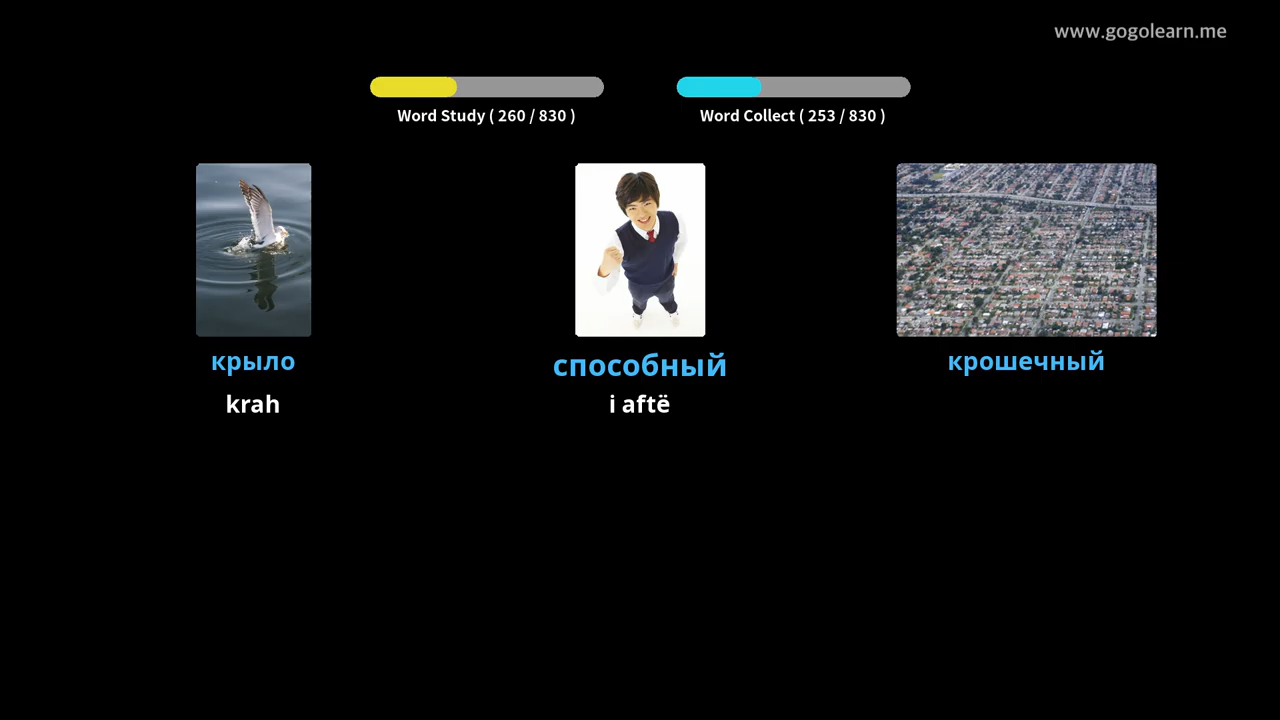 www.gogolearn.me
Word Study ( 260 / 830 )
Word Collect ( 253 / 830 )
крыло
способный
крошечный
krah
i aftë